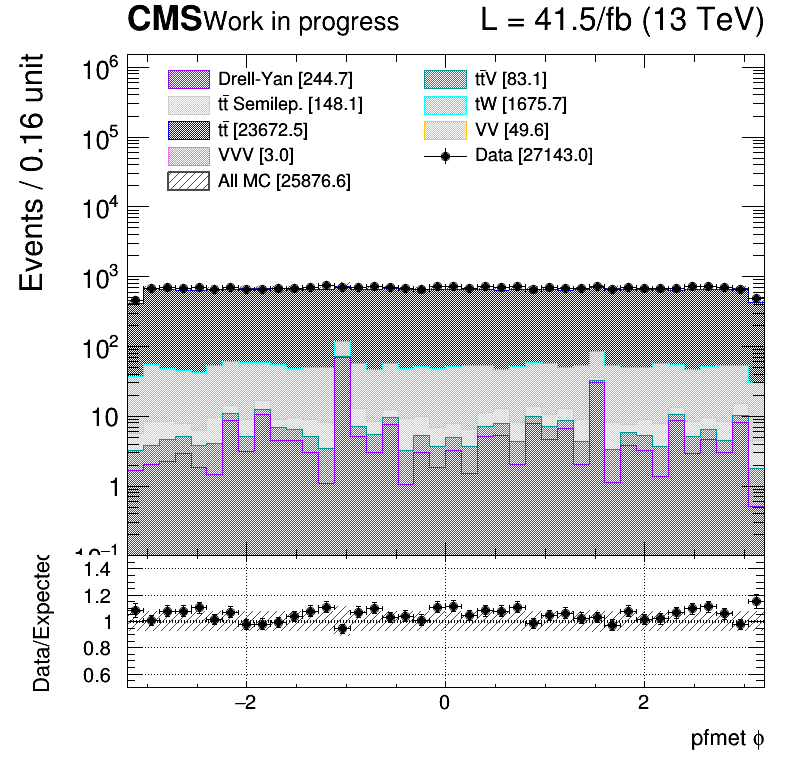 CMS Work in progress L = 41.5/fb (13 TeV)
Events / 0.16 unit
10⁶
10⁵
10⁴
10³
10²
10
1
10⁻¹
Drell-Yan [244.7]
tt̄ Semilep. [148.1]
tt̄ [23672.5]
VVV [3.0]
All MC [25876.6]
tt̄V [83.1]
tW [1675.7]
VV [49.6]
Data [27143.0]
Data/Expected
1.4
1.2
1
0.8
0.6
−2 0 2
pfmet ϕ